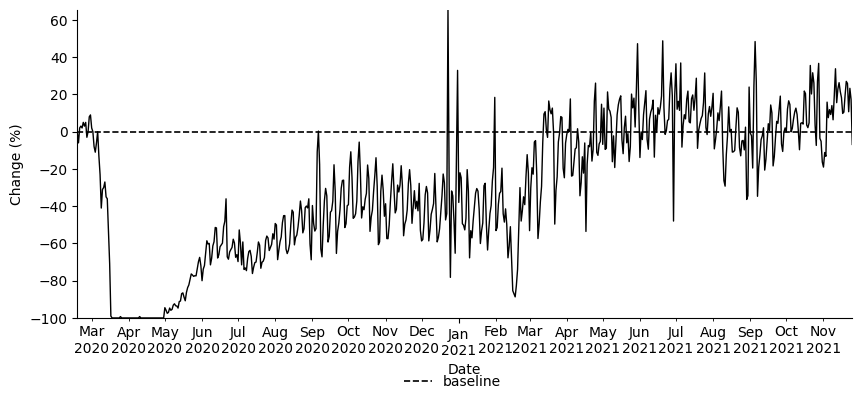 Change (%)
60
40
20
0
−20
−40
−60
−80
−100
Mar Apr May Jun Jul Aug Sep Oct Nov Dec Jan Feb Mar Apr May Jun Jul Aug Sep Oct Nov
2020 2020 2020 2020 2020 2020 2020 2020 2020 2020 2021 2021 2021 2021 2021 2021 2021 2021 2021 2021 2021
Date
baseline